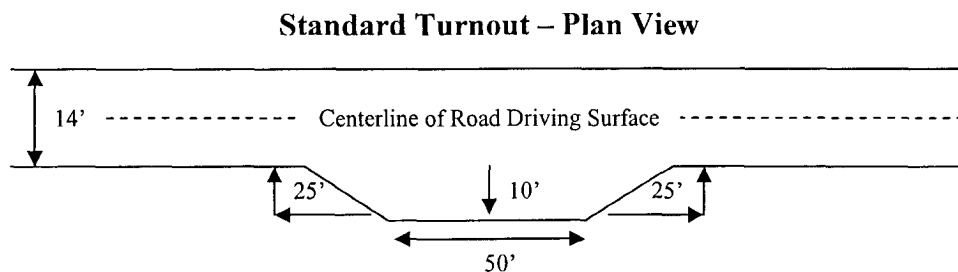 Standard Turnout – Plan View
14'
Centerline of Road Driving Surface
25'
10'
25'
50'